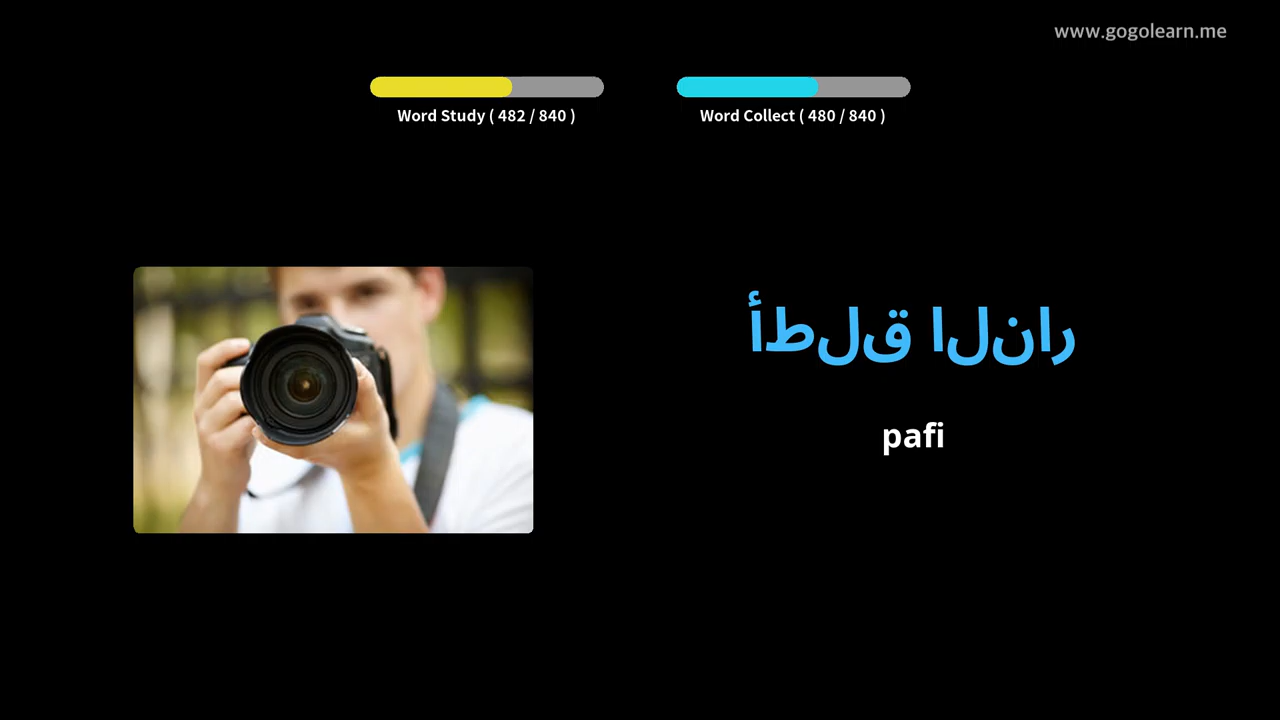 www.gogolearn.me
Word Study ( 482 / 840 )
Word Collect ( 480 / 840 )
أطلق النار
pafi